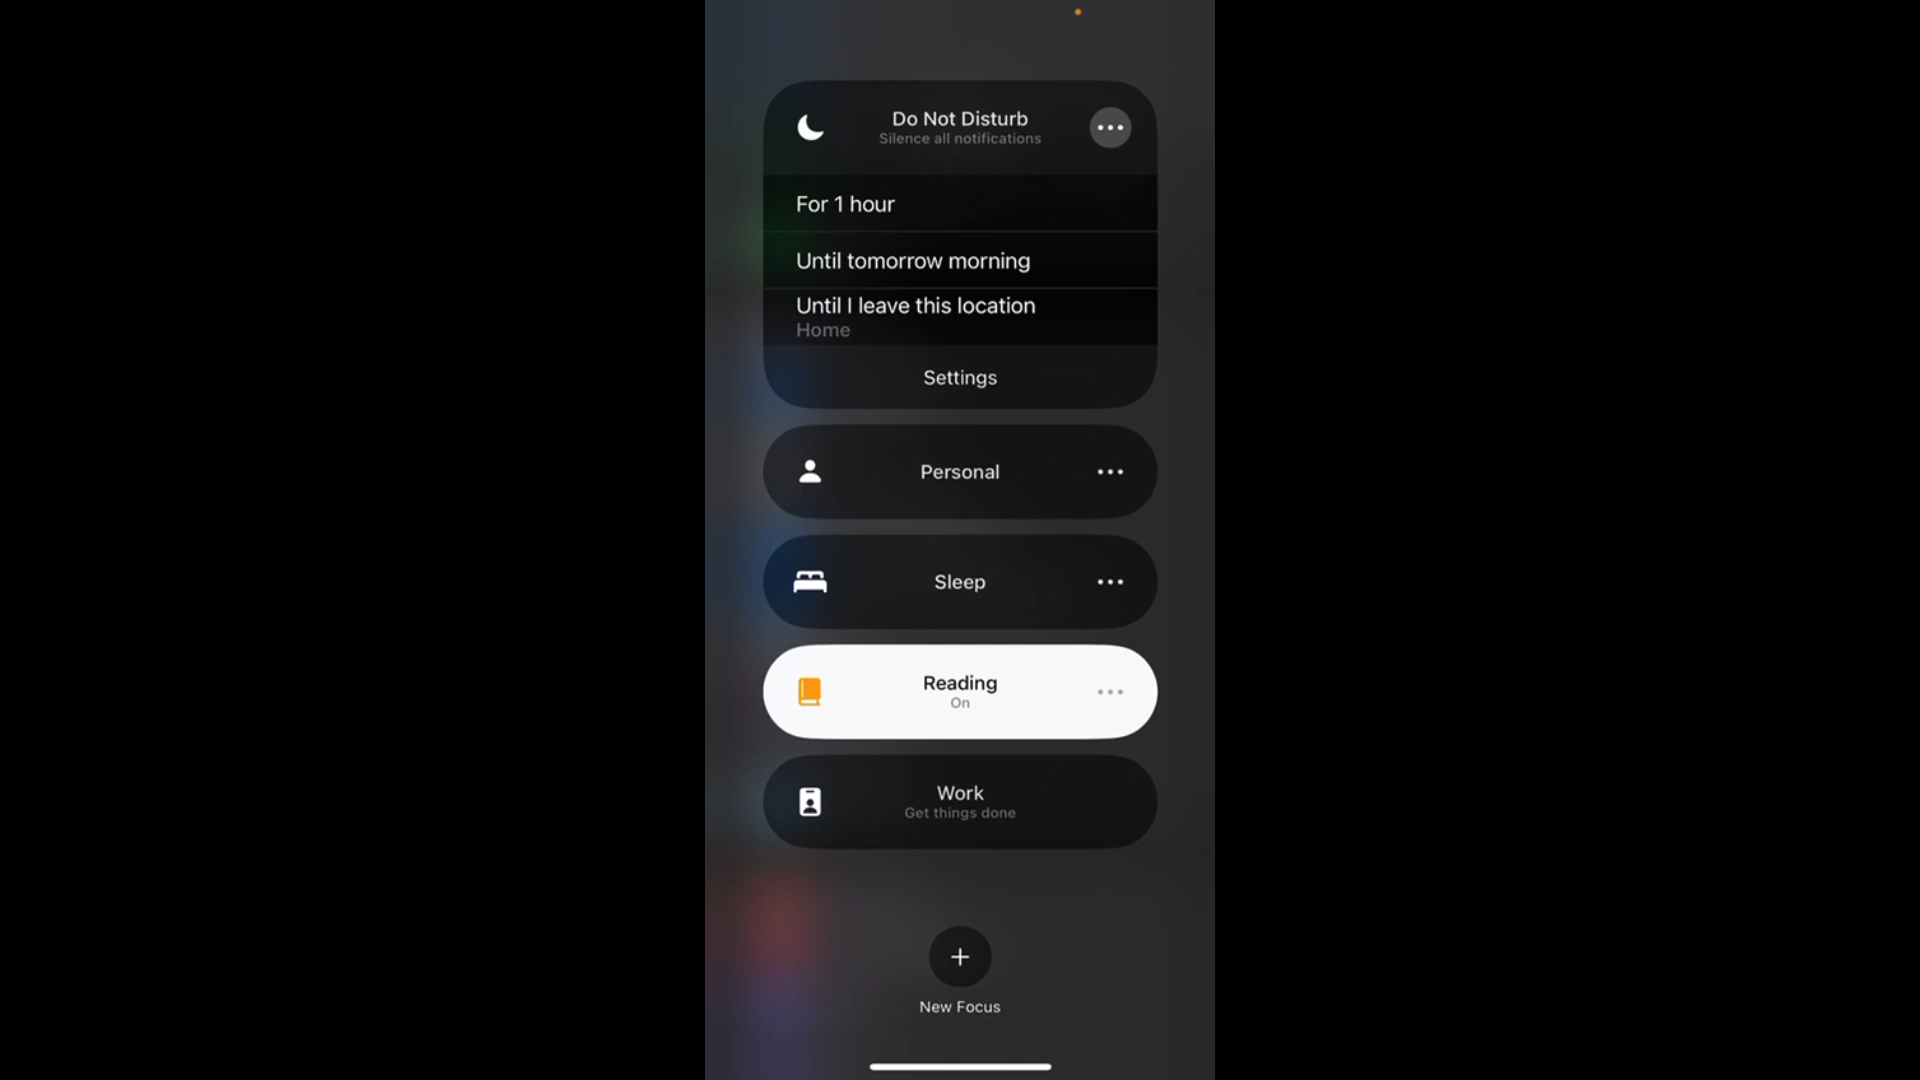 Do Not Disturb
Silence all notifications
For 1 hour
Until tomorrow morning
Until I leave this location
Home
Settings
Personal
Sleep
Reading
On
Work
Get things done
New Focus